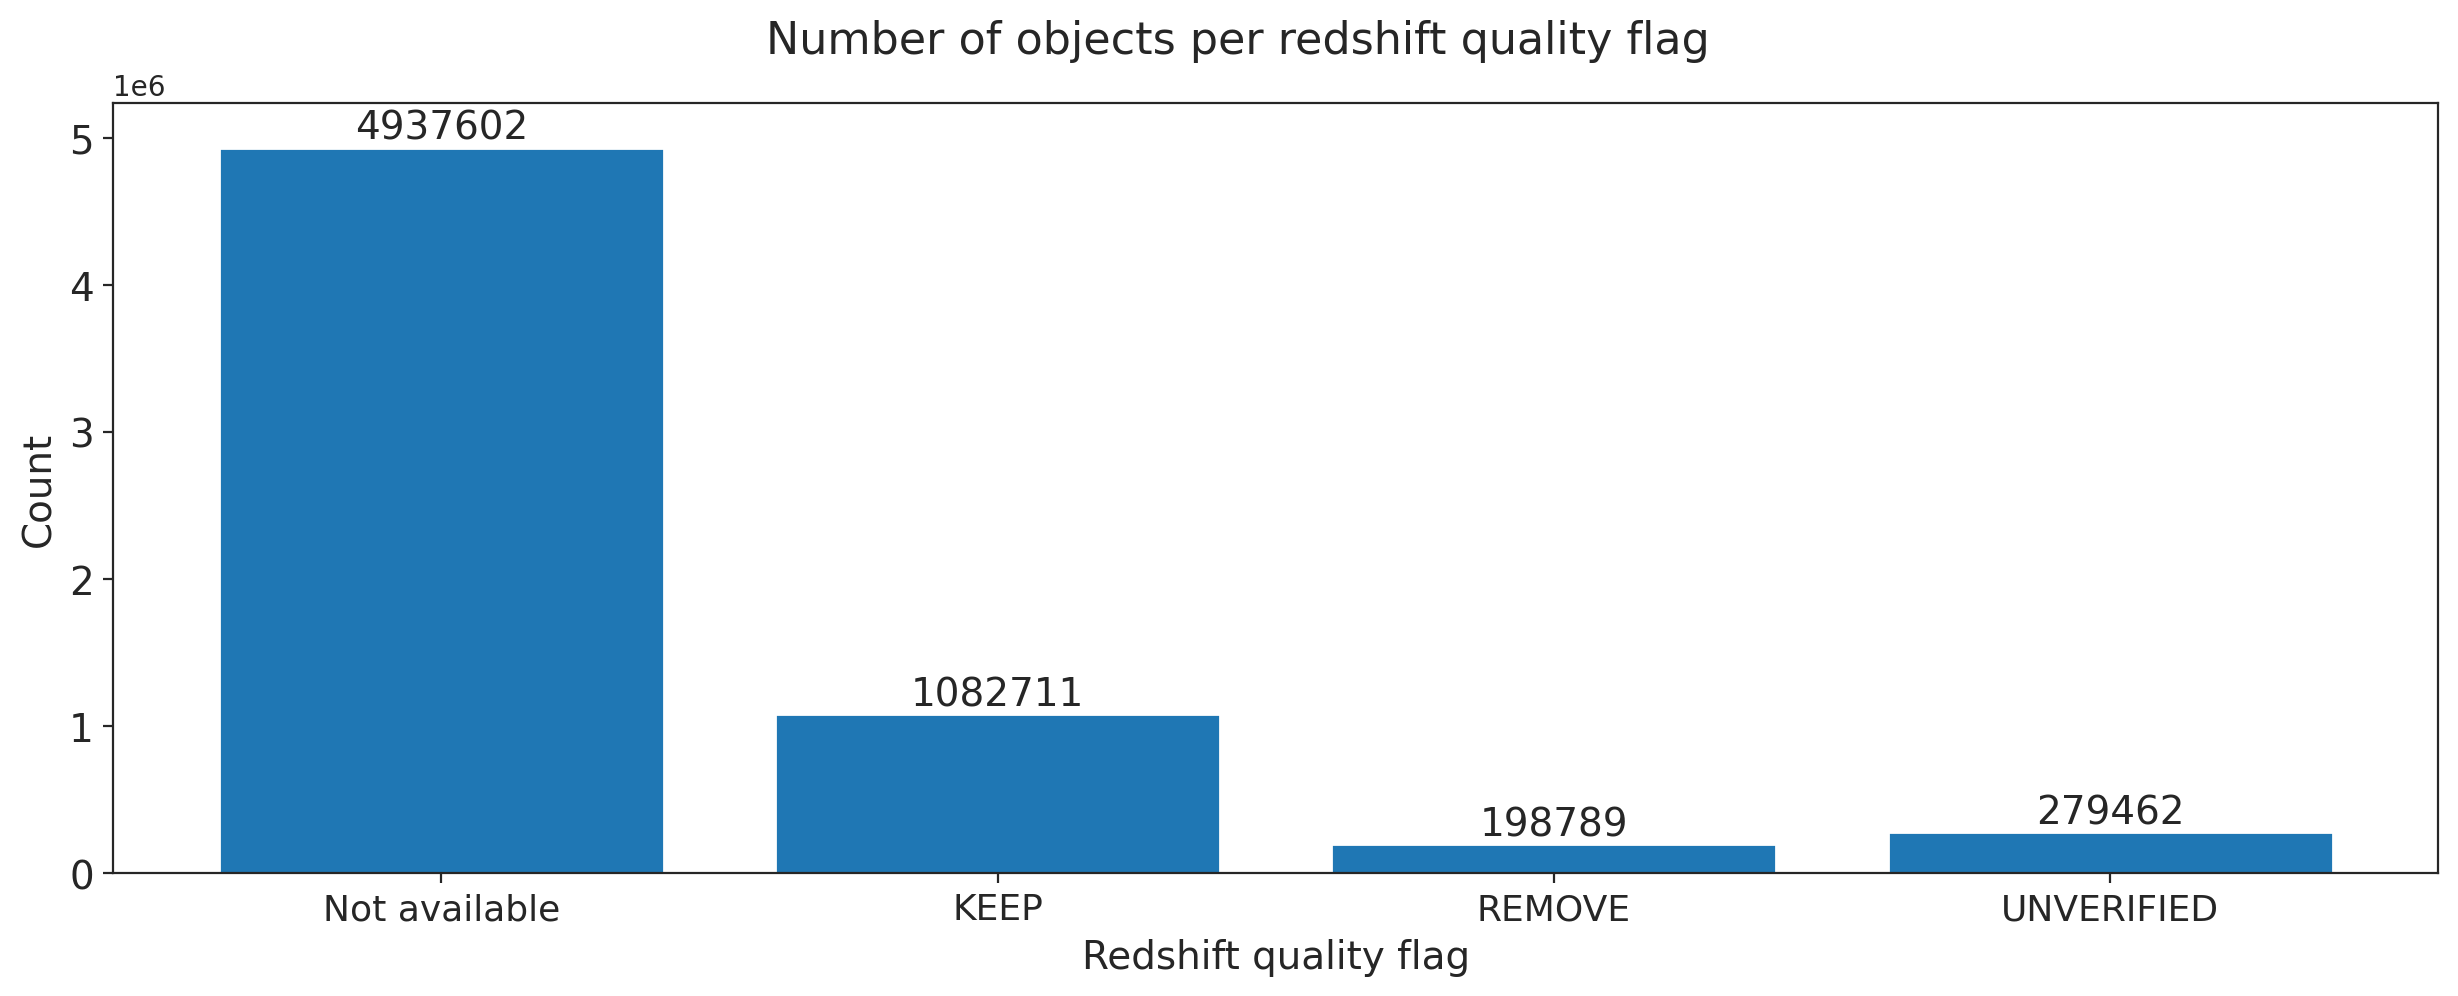 Number of objects per redshift quality flag
1e6
5
4
3
2
1
0
Count
4937602
1082711
198789
279462
Not available
KEEP
REMOVE
UNVERIFIED
Redshift quality flag